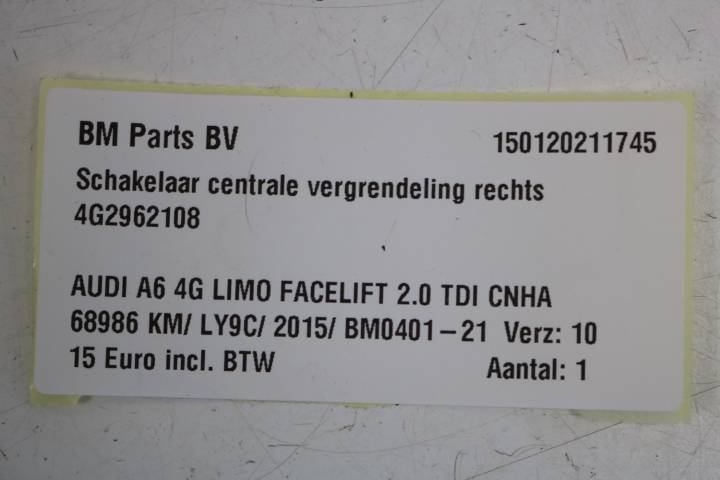 BM Parts BV 150120211745
Schakelaar centrale vergrendeling rechts
4G2962108
AUDI A6 4G LIMO FACELIFT 2.0 TDI CNHA
68986 KM/ LY9C/ 2015/ BM0401-21 Verz: 10
15 Euro incl. BTW Aantal: 1